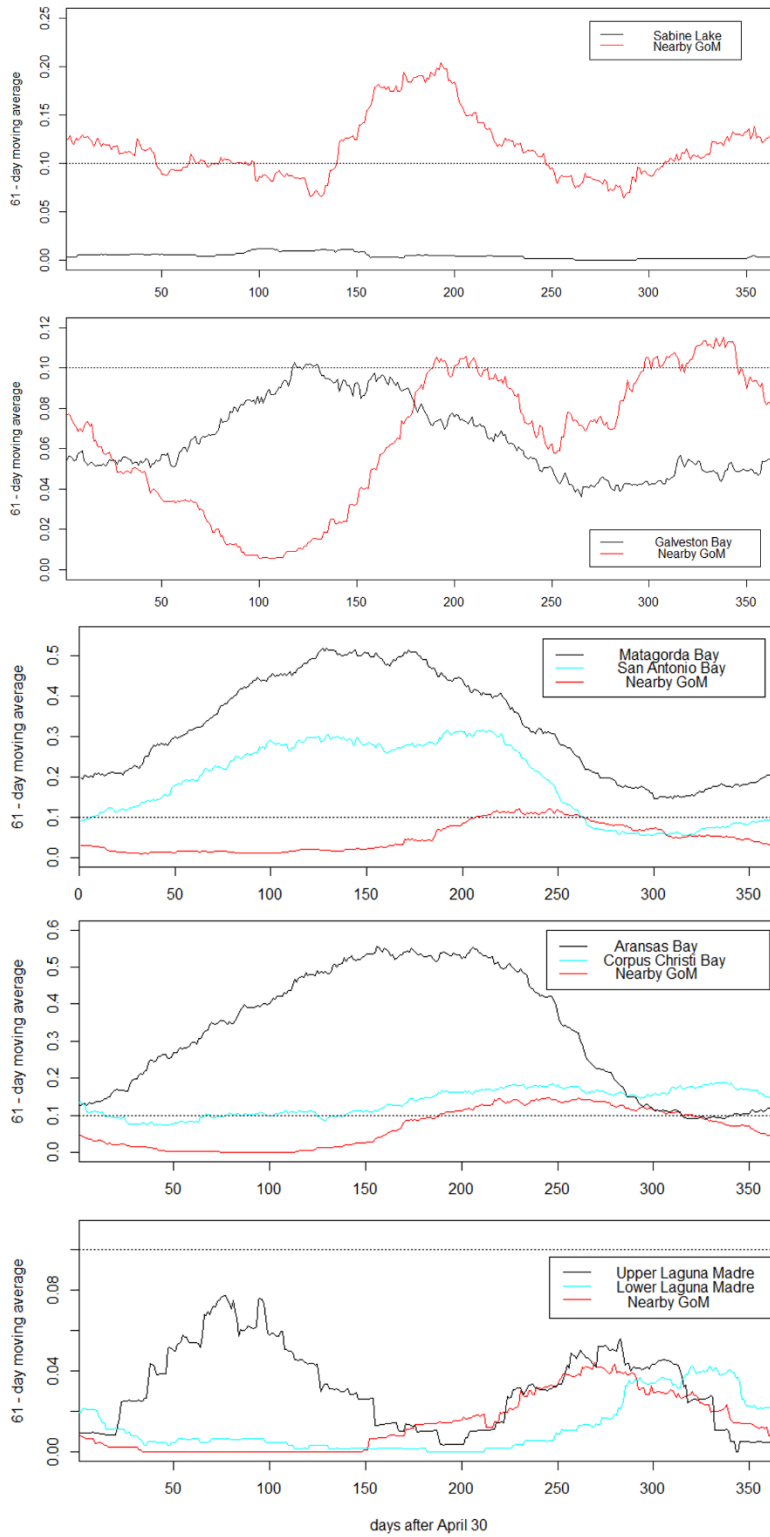 0.25
0.20
0.15
0.10
0.05
0.00
61 - day moving average
Sabine Lake
Nearby GoM
50 100 150 200 250 300 350
0.12
0.10
0.08
0.06
0.04
0.02
0.00
61 - day moving average
Galveston Bay
Nearby GoM
50 100 150 200 250 300 350
0.5
0.4
0.3
0.2
0.1
0.0
61 - day moving average
Matagorda Bay
San Antonio Bay
Nearby GoM
0 50 100 150 200 250 300 350
0.6
0.5
0.4
0.3
0.2
0.1
0.0
61 - day moving average
Aransas Bay
Corpus Christi Bay
Nearby GoM
50 100 150 200 250 300 350
0.08
0.04
0.00
61 - day moving average
Upper Laguna Madre
Lower Laguna Madre
Nearby GoM
50 100 150 200 250 300 350
days after April 30